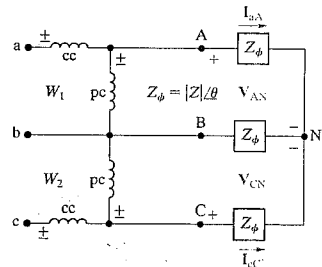 I_aA
a ± cc A + Z_ϕ
±
W₁ pc Z_ϕ = |Z|∠θ V_AN
b B Z_ϕ − N
−
W₂ pc V_CN
c ± cc ± C + Z_ϕ
I_cC